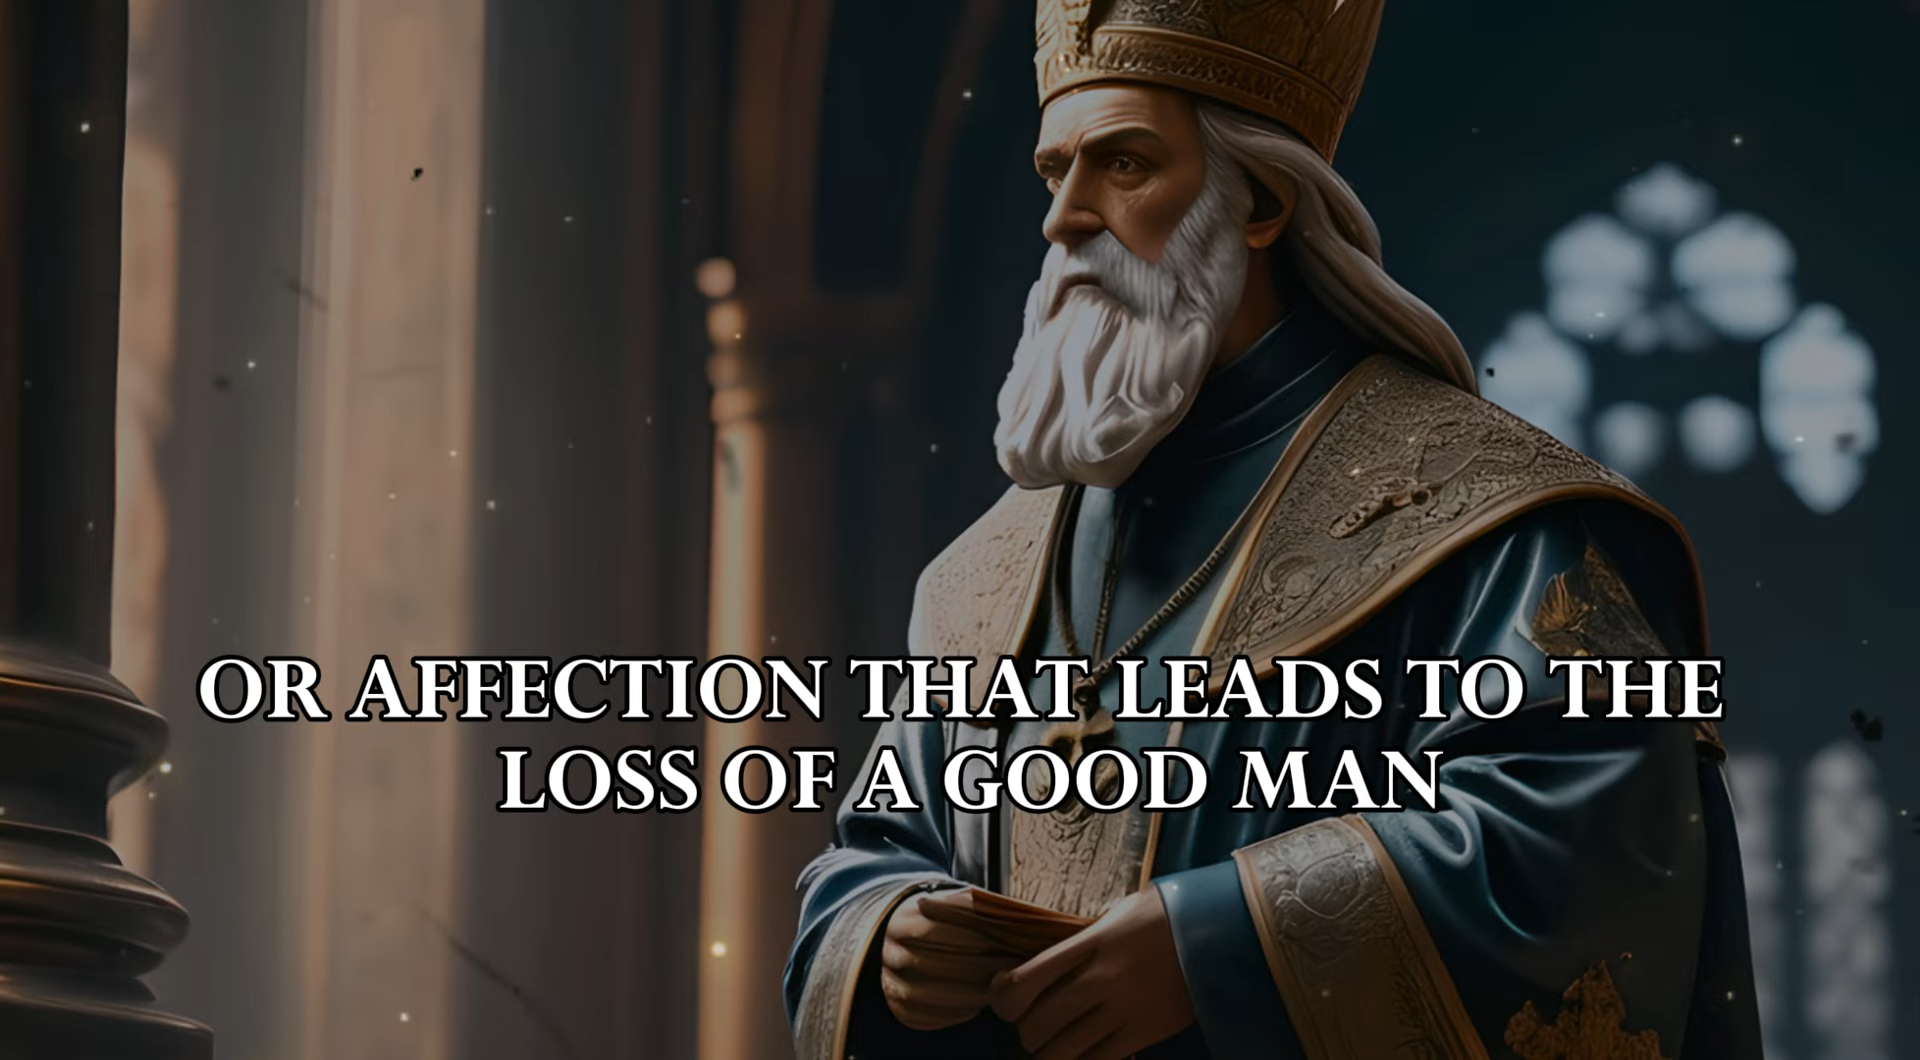 OR AFFECTION THAT LEADS TO THE
LOSS OF A GOOD MAN